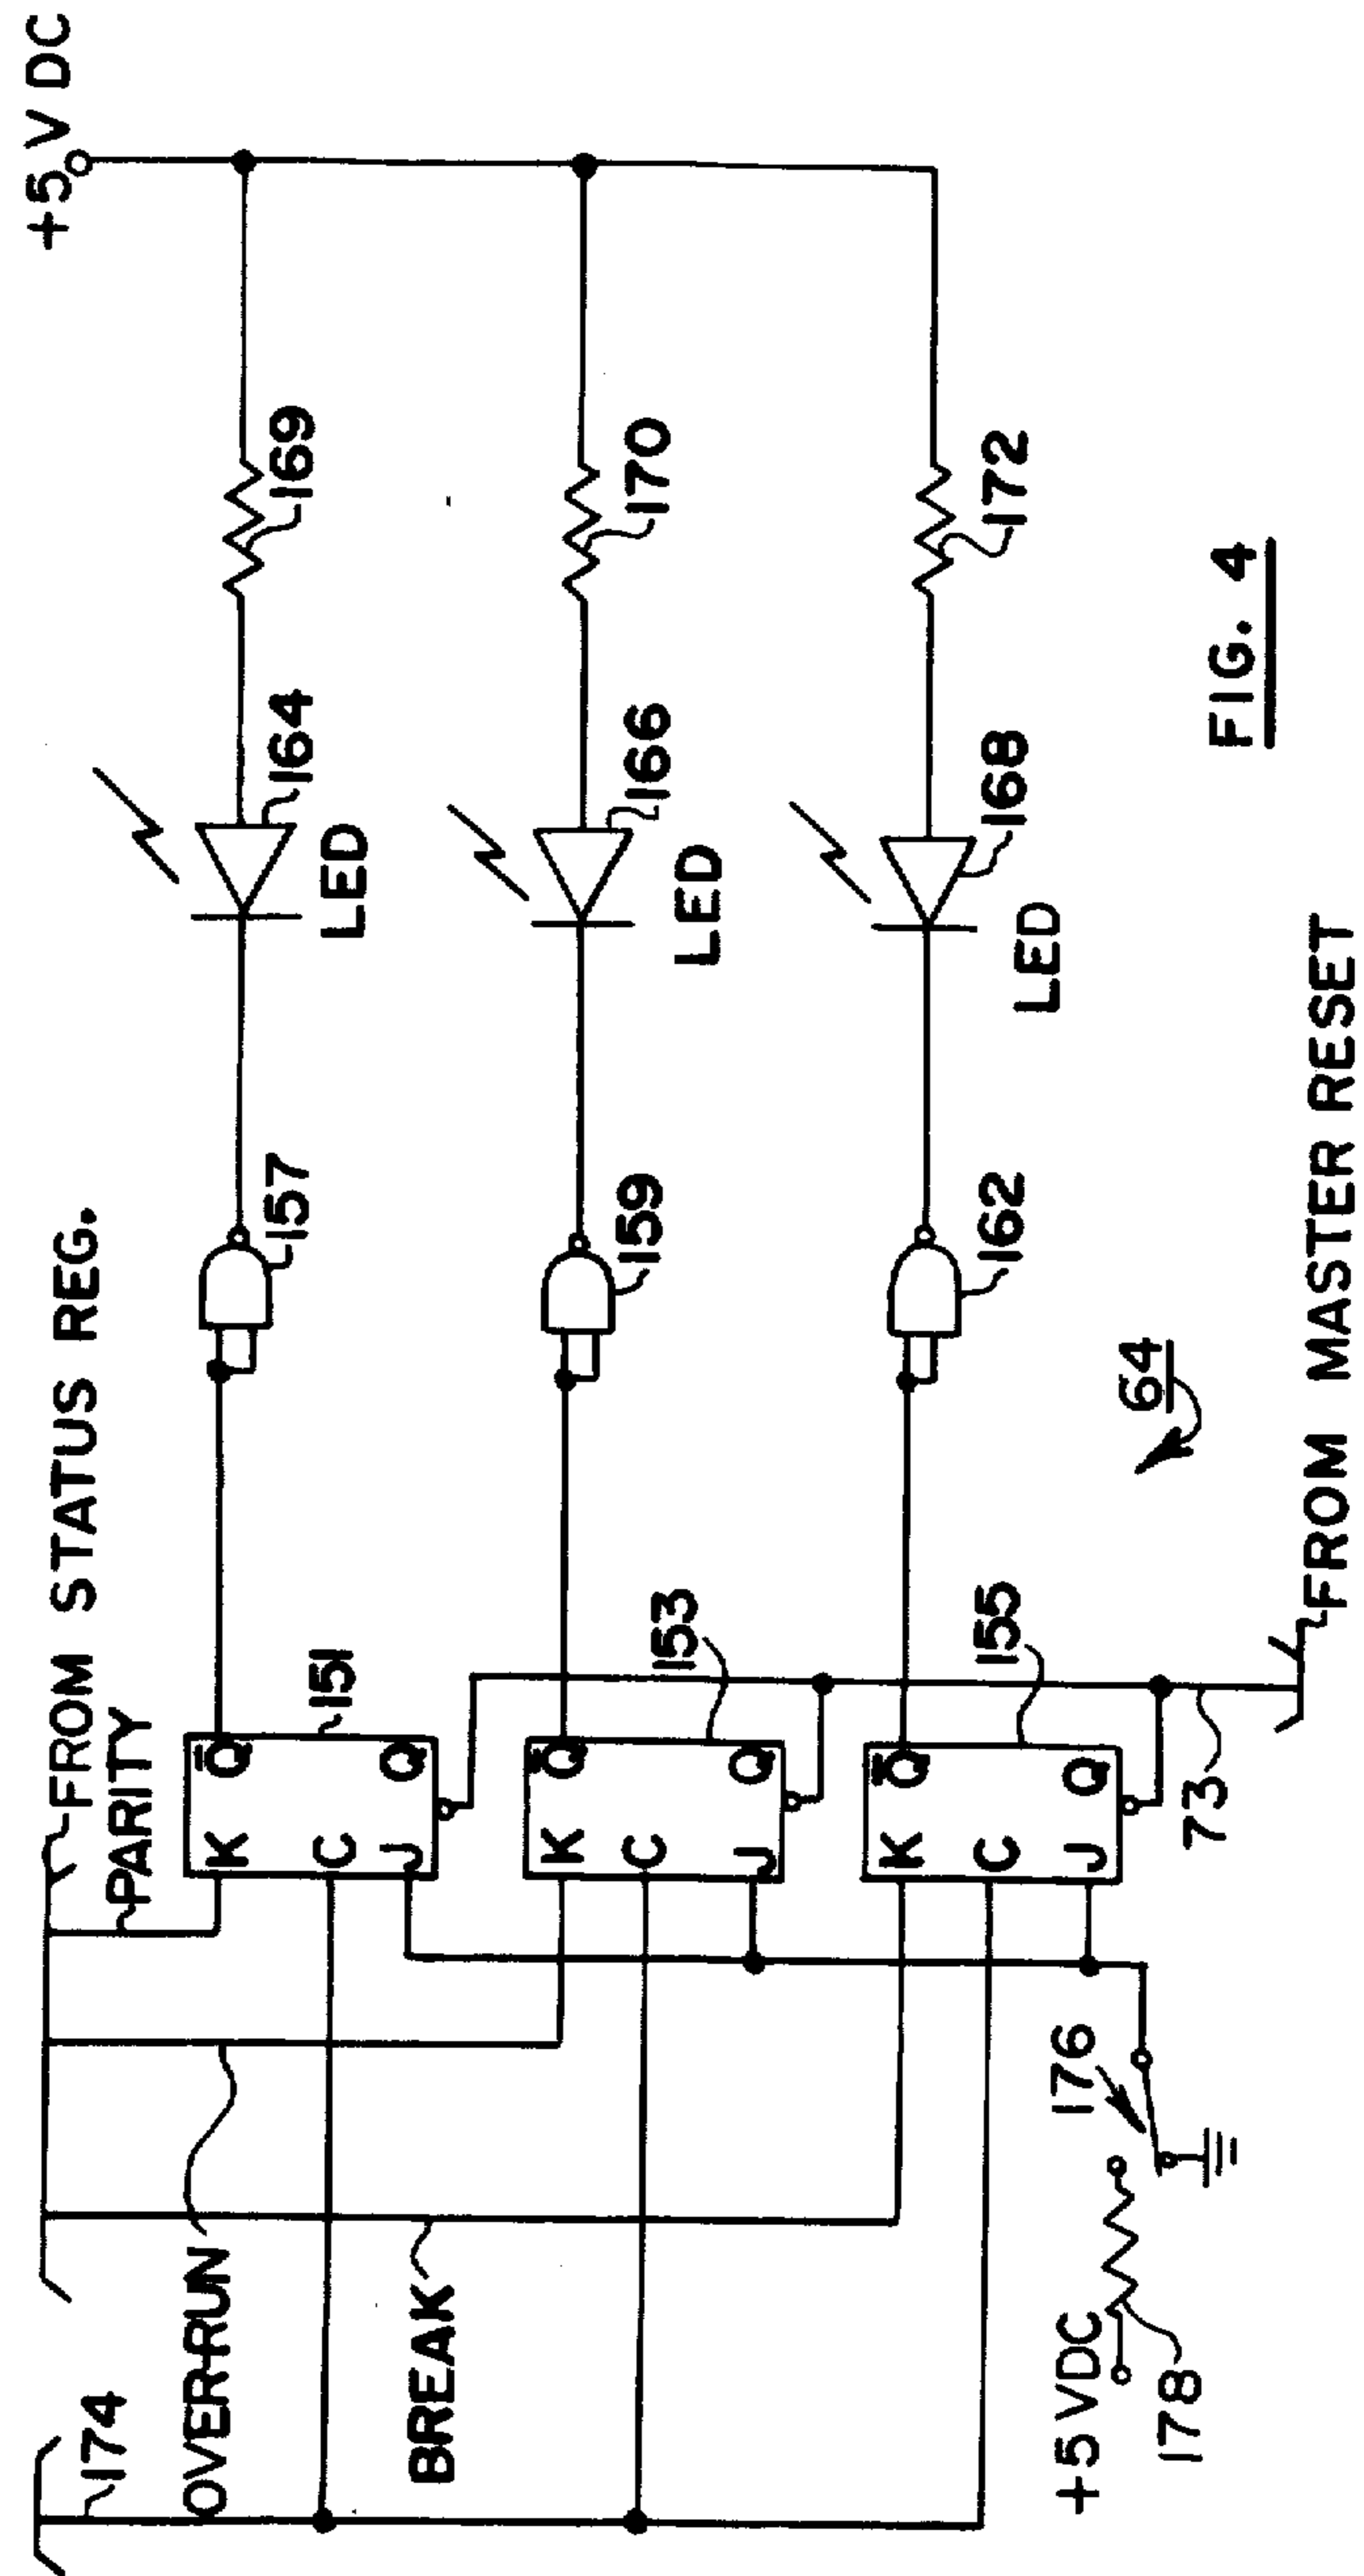 +5 V DC
FROM STATUS REG.
PARITY
174
OVER-RUN
BREAK
K
Q̅
C
J
Q
151
157
LED
164
169
K
Q̅
C
J
Q
153
159
LED
166
170
K
Q̅
C
J
Q
155
162
LED
168
172
+5 VDC
178
176
73
64
FROM MASTER RESET
FIG. 4